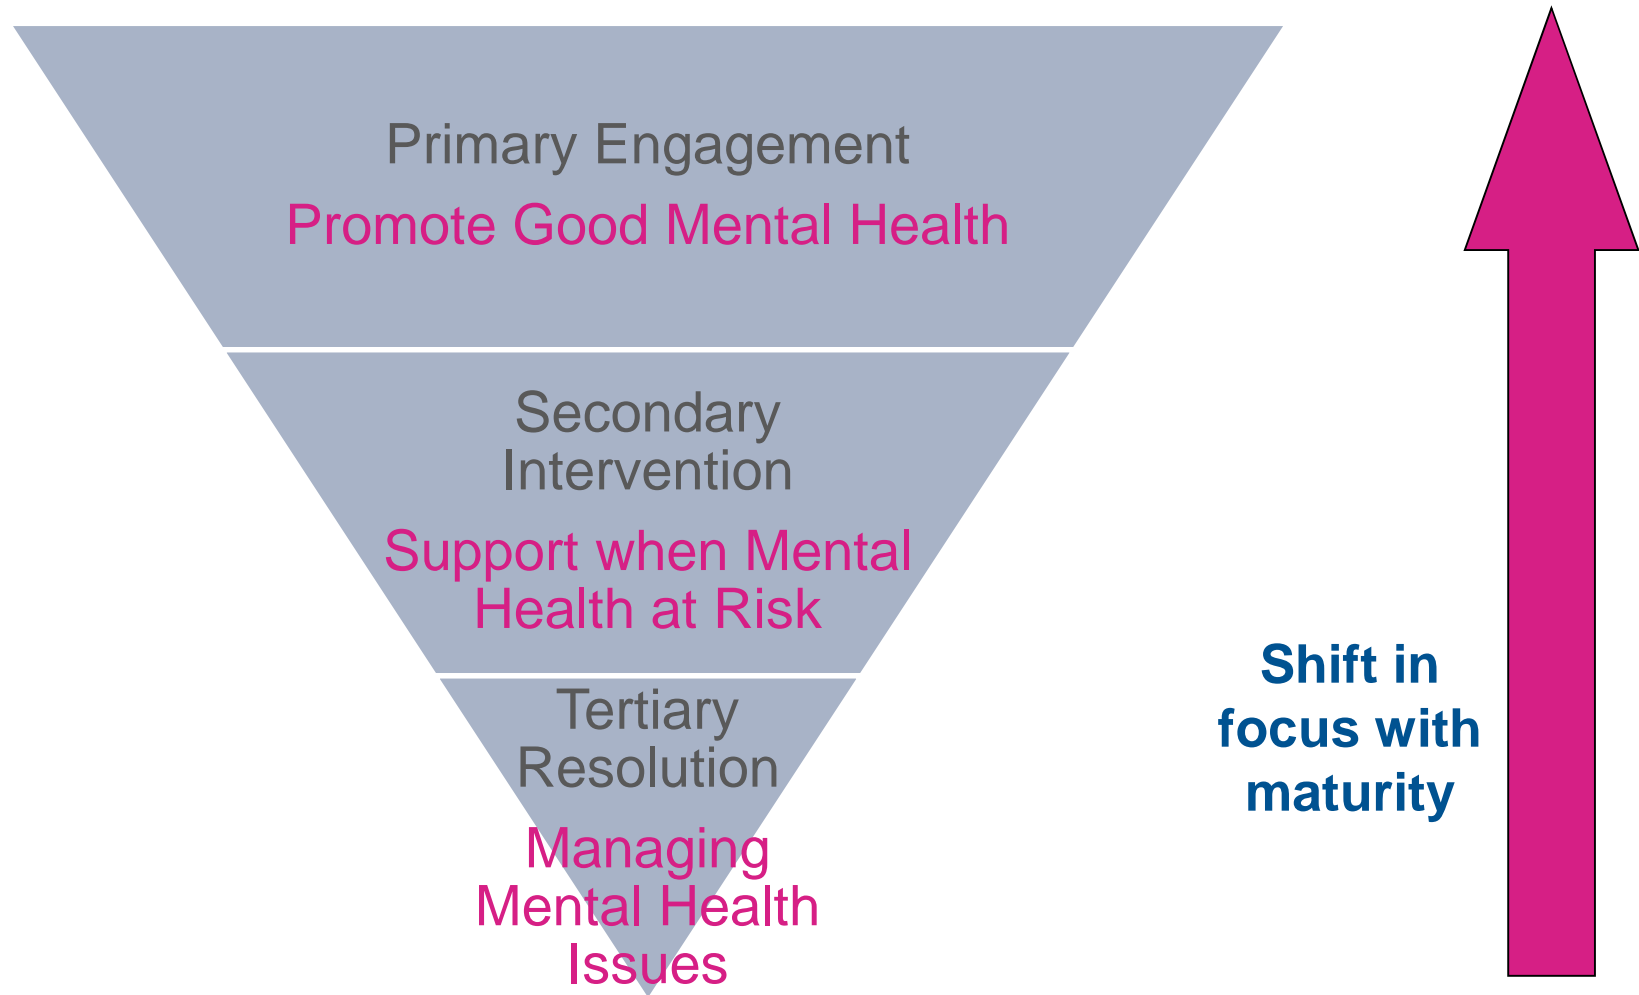 Primary Engagement
Promote Good Mental Health
Secondary
Intervention
Support when Mental
Health at Risk
Tertiary
Resolution
Managing
Mental Health
Issues
Shift in
focus with
maturity